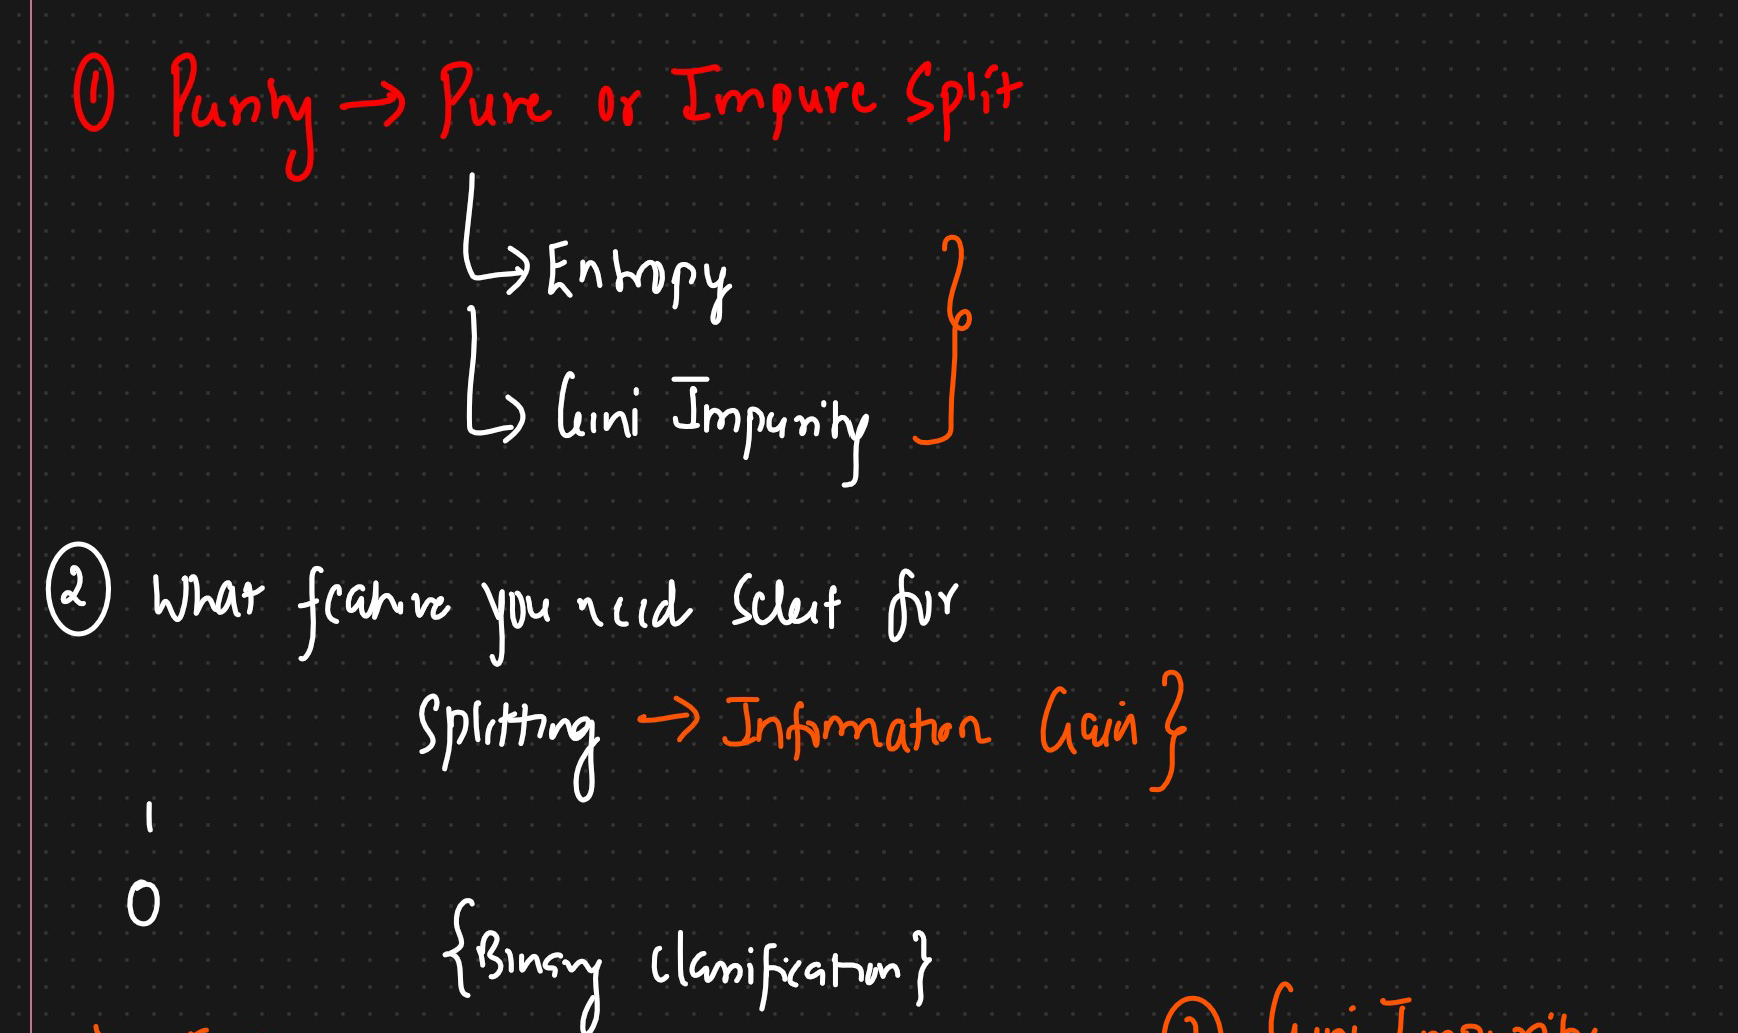 ① Purity → Pure or Impure Split
→ Entropy }
→ Gini Impurity
② What feature you need select for
Splitting → Information Gain }
1
0
{Binary classification}
② Gini Impurity